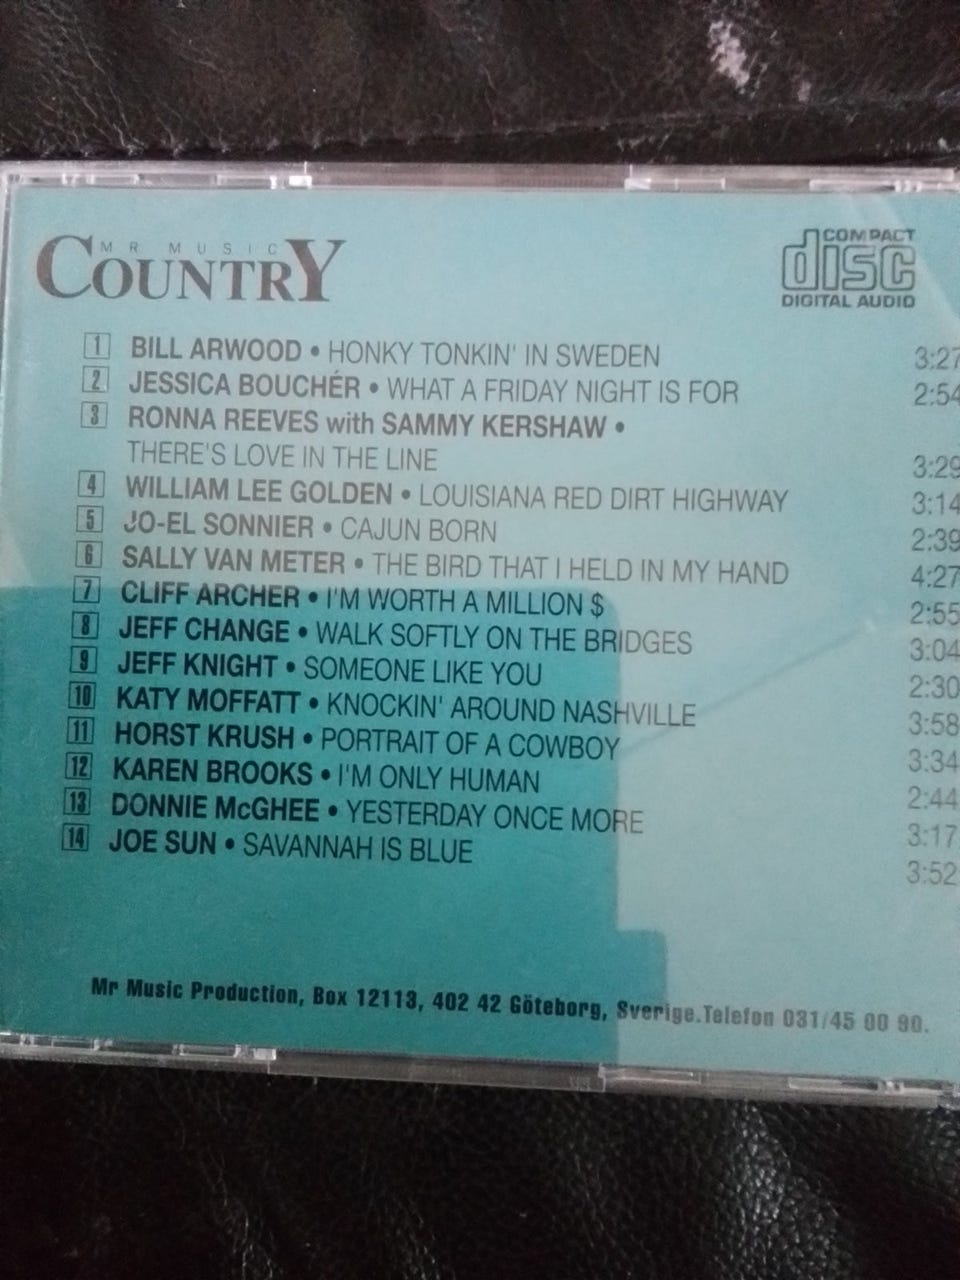 MR MUSIC
COUNTRY
COMPACT
disc
DIGITAL AUDIO
1 BILL ARWOOD • HONKY TONKIN' IN SWEDEN 3:27
2 JESSICA BOUCHÉR • WHAT A FRIDAY NIGHT IS FOR 2:54
3 RONNA REEVES with SAMMY KERSHAW •
THERE'S LOVE IN THE LINE 3:29
4 WILLIAM LEE GOLDEN • LOUISIANA RED DIRT HIGHWAY 3:14
5 JO-EL SONNIER • CAJUN BORN 2:39
6 SALLY VAN METER • THE BIRD THAT I HELD IN MY HAND 4:27
7 CLIFF ARCHER • I'M WORTH A MILLION $ 2:55
8 JEFF CHANGE • WALK SOFTLY ON THE BRIDGES 3:04
9 JEFF KNIGHT • SOMEONE LIKE YOU 2:30
10 KATY MOFFATT • KNOCKIN' AROUND NASHVILLE 3:58
11 HORST KRUSH • PORTRAIT OF A COWBOY 3:34
12 KAREN BROOKS • I'M ONLY HUMAN 2:44
13 DONNIE McGHEE • YESTERDAY ONCE MORE 3:17
14 JOE SUN • SAVANNAH IS BLUE 3:52
Mr Music Production, Box 12113, 402 42 Göteborg, Sverige.Telefon 031/45 00 90.